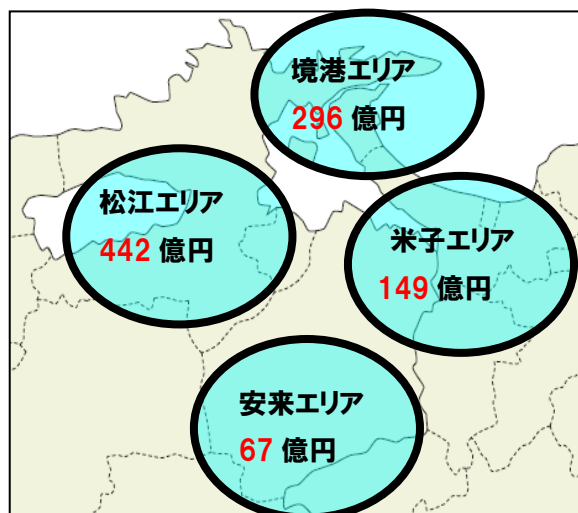 境港エリア
296 億円
松江エリア
442 億円
米子エリア
149 億円
安来エリア
67 億円